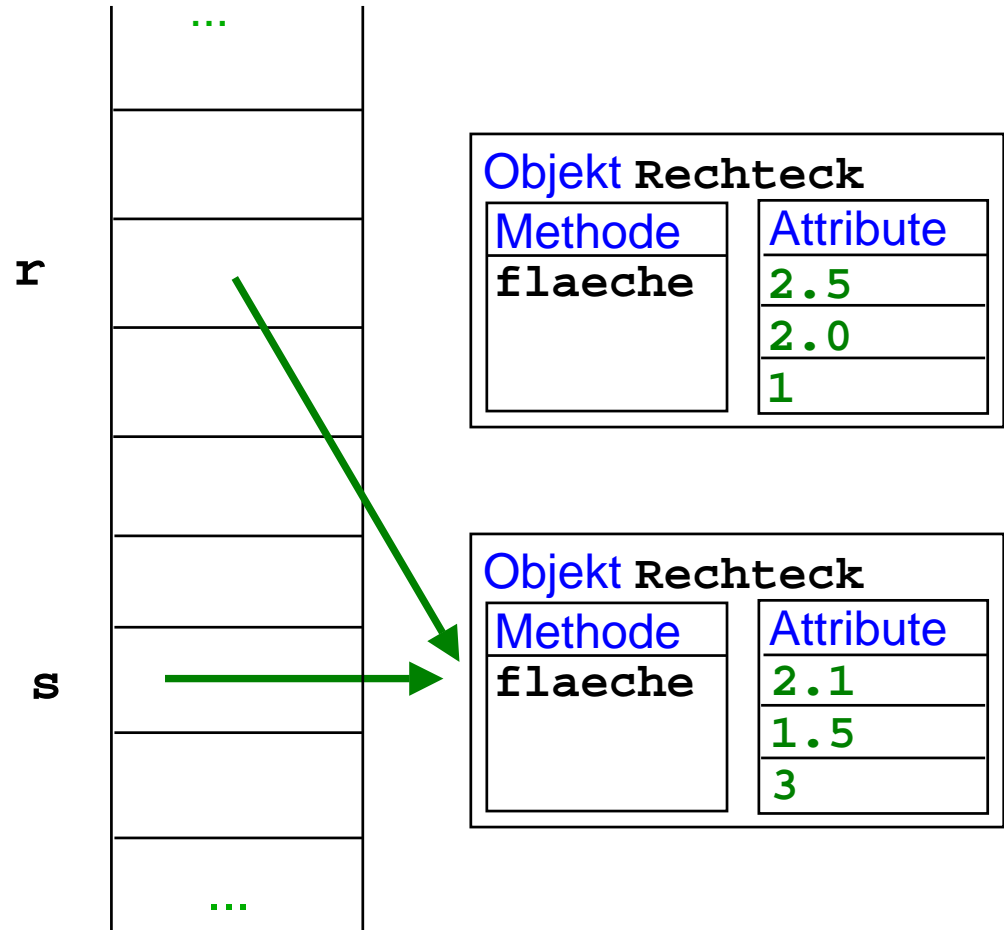 ...
r
s
...
Objekt Rechteck
Methode
flaeche
Attribute
2.5
2.0
1
Objekt Rechteck
Methode
flaeche
Attribute
2.1
1.5
3